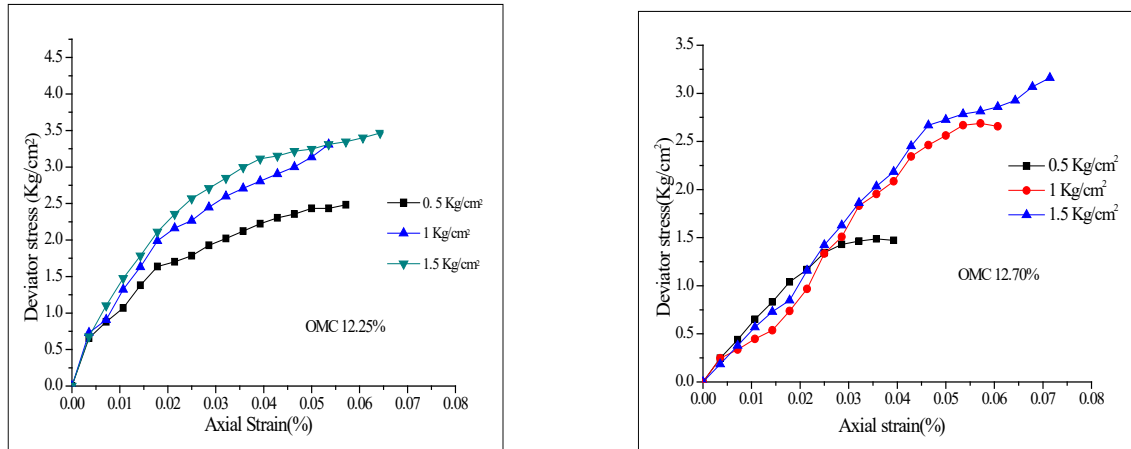 4.5
4.0
3.5
3.0
2.5
2.0
1.5
1.0
0.5
0.0
Deviator stress (Kg/cm²)
0. 5 Kg/cm²
1 Kg/cm²
1.5 Kg/cm²
OMC 12.25%
0.00 0.01 0.02 0.03 0.04 0.05 0.06 0.07 0.08
Axial Strain(%)
3.5
3.0
2.5
2.0
1.5
1.0
0.5
0.0
Deviator stress(Kg/cm²)
0.5 Kg/cm²
1 Kg/cm²
1.5 Kg/cm²
OMC 12.70%
0.00 0.01 0.02 0.03 0.04 0.05 0.06 0.07 0.08
Axial strain(%)